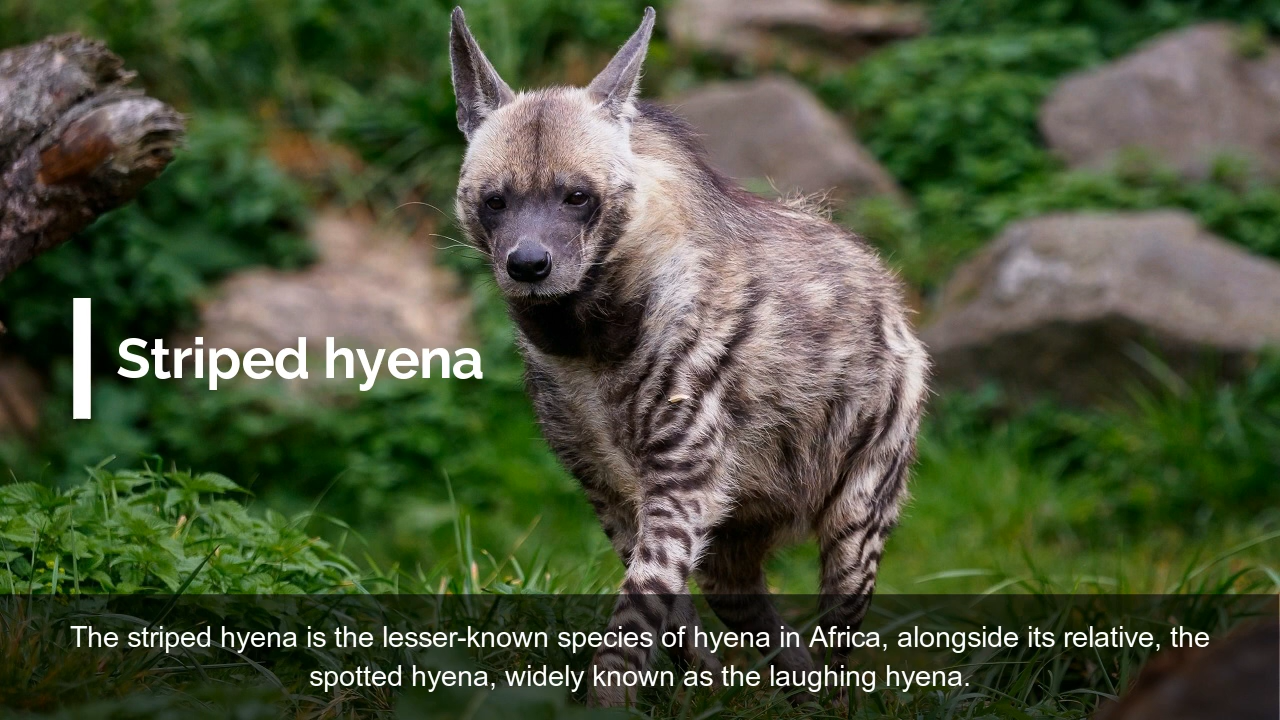 Striped hyena
The striped hyena is the lesser-known species of hyena in Africa, alongside its relative, the
spotted hyena, widely known as the laughing hyena.